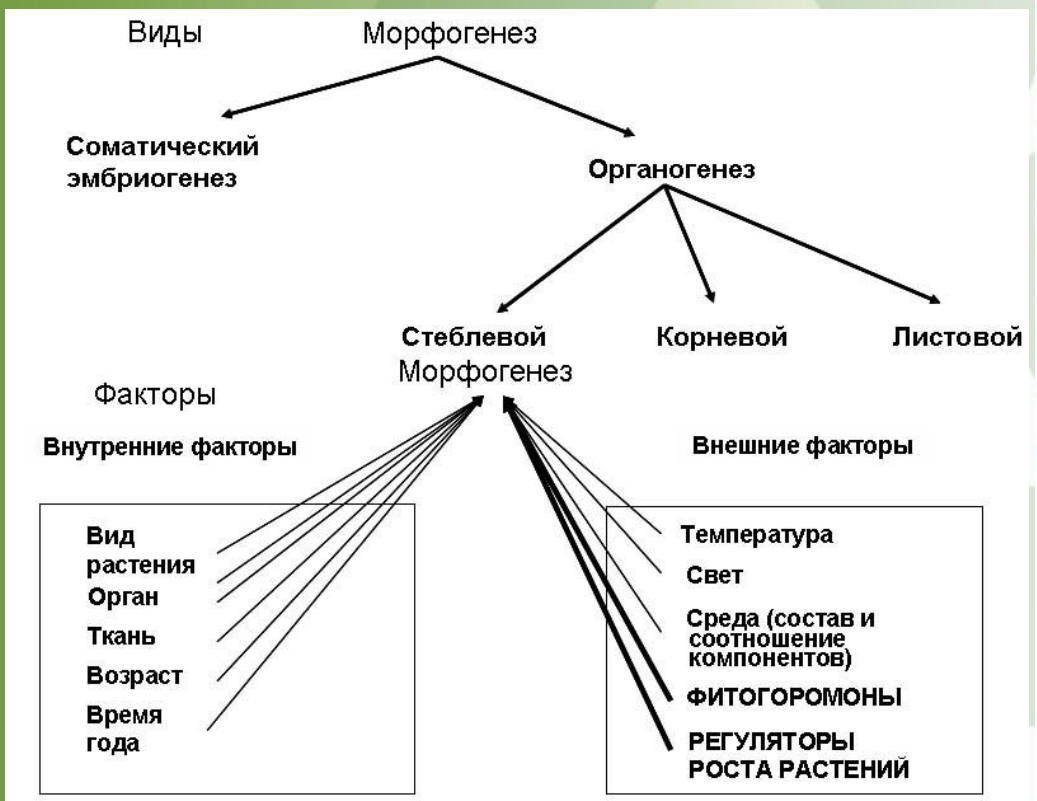 Виды
Морфогенез
Соматический
эмбриогенез
Органогенез
Стеблевой
Корневой
Листовой
Морфогенез
Факторы
Внутренние факторы
Внешние факторы
Вид
растения
Орган
Ткань
Возраст
Время
года
Температура
Свет
Среда (состав и
соотношение
компонентов)
ФИТОГОРОМОНЫ
РЕГУЛЯТОРЫ
РОСТА РАСТЕНИЙ